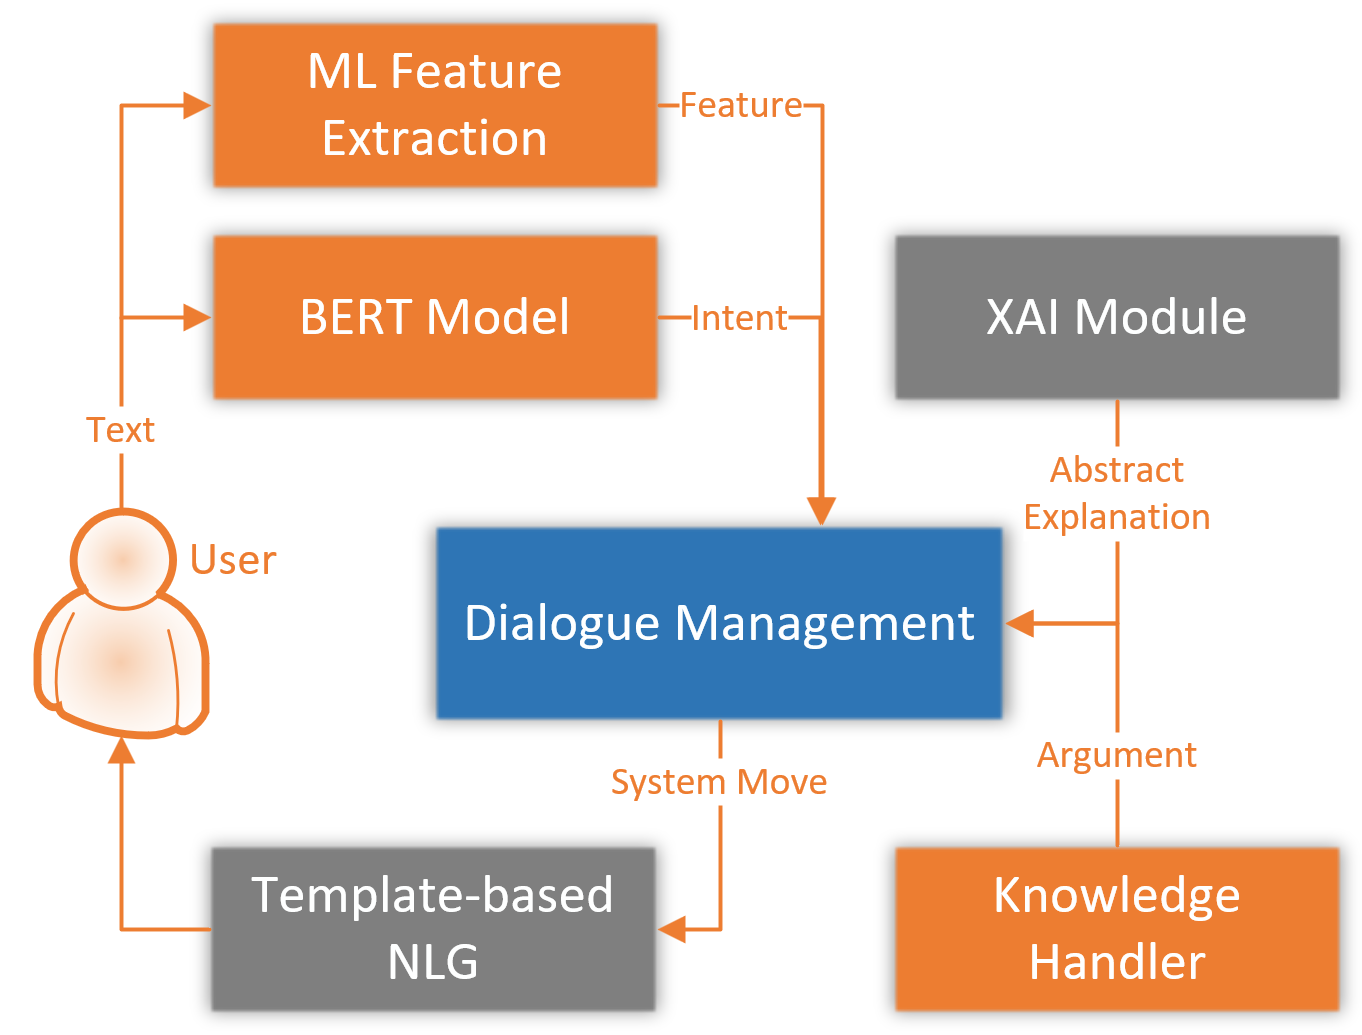 ML Feature
Extraction
Feature
BERT Model
Intent
XAI Module
Text
Abstract
Explanation
User
Dialogue Management
System Move
Argument
Template-based
NLG
Knowledge
Handler